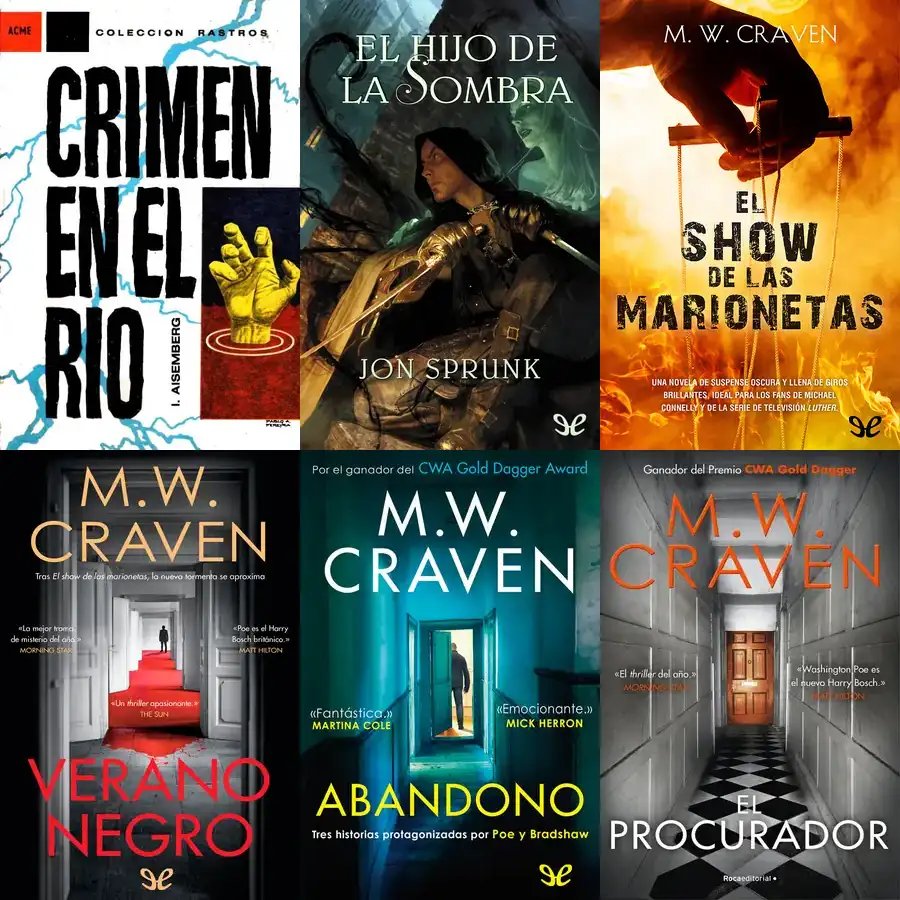 ACME
COLECCION RASTROS
CRIMEN
EN EL
RIO
I. AISEMBERG
PABLO A.
PEREYRA
EL HIJO DE
LA SOMBRA
JON SPRUNK
M. W. CRAVEN
EL
SHOW
DE LAS
MARIONETAS
UNA NOVELA DE SUSPENSE OSCURA Y LLENA DE GIROS
BRILLANTES, IDEAL PARA LOS FANS DE MICHAEL
CONNELLY Y DE LA SERIE DE TELEVISIÓN LUTHER.
M.W.
CRAVEN
Tras El show de las marionetas, la nueva tormenta se aproxima
«La mejor trama
de misterio del año.»
MORNING STAR
«Poe es el Harry
Bosch británico.»
MATT HILTON
«Un thriller apasionante.»
THE SUN
VERANO
NEGRO
Por el ganador del CWA Gold Dagger Award
M.W.
CRAVEN
«Fantástica.»
MARTINA COLE
«Emocionante.»
MICK HERRON
ABANDONO
Tres historias protagonizadas por Poe y Bradshaw
Ganador del Premio CWA Gold Dagger
M.W.
CRAVEN
«El thriller del año.»
MORNING STAR
«Washington Poe es
el nuevo Harry Bosch.»
MATT HILTON
EL
PROCURADOR
Rocaeditorial